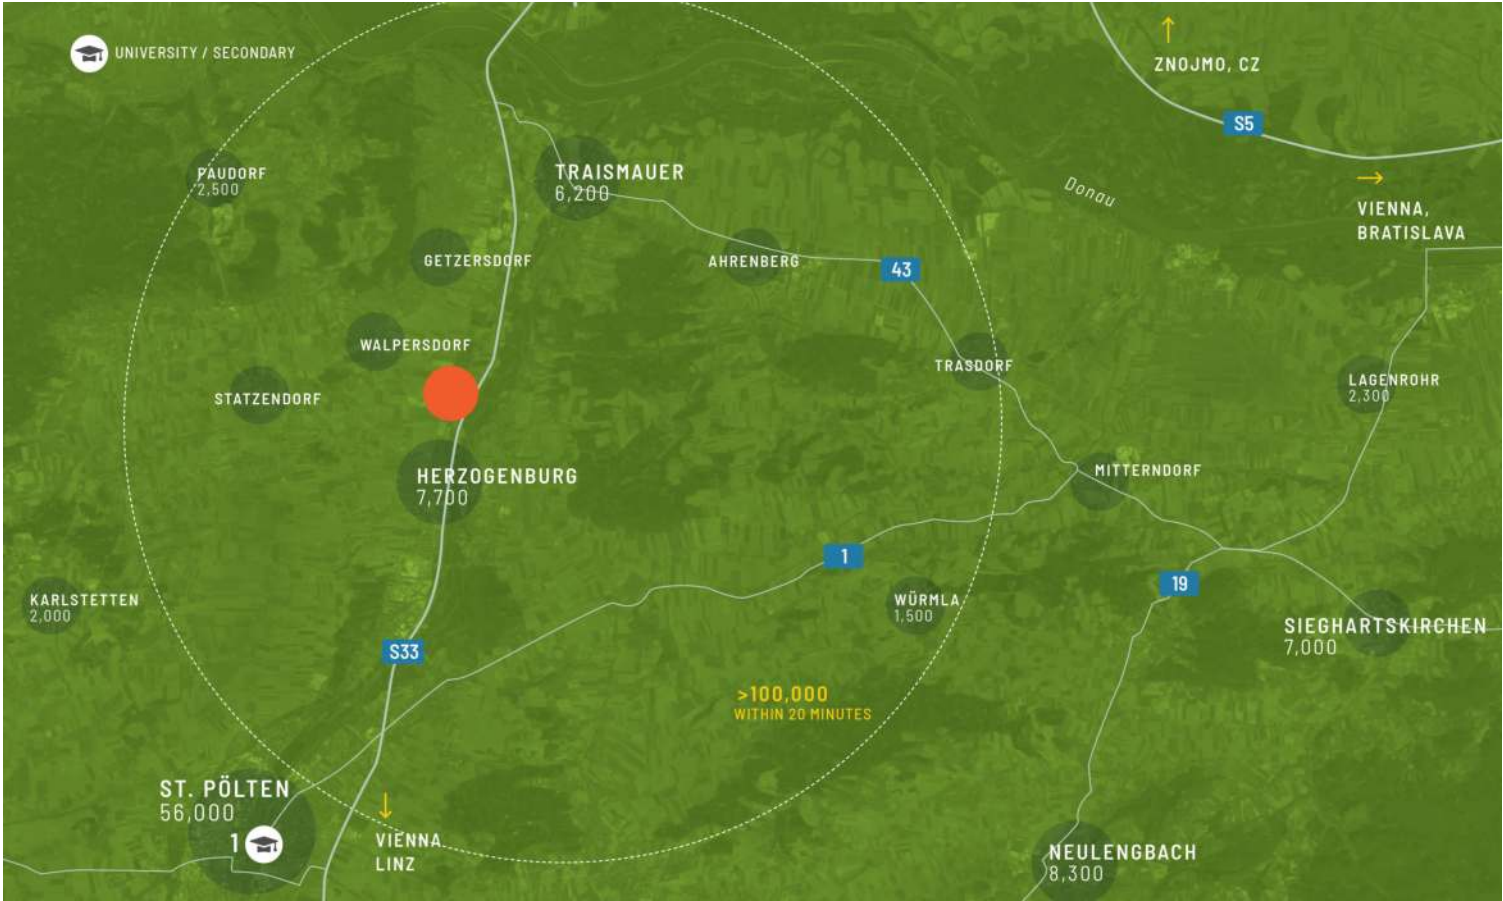 UNIVERSITY / SECONDARY
ZNOJMO, CZ
S5
PAUDORF
2,500
TRAISMAUER
6,200
Donau
VIENNA,
BRATISLAVA
GETZERSDORF
AHRENBERG
43
WALPERSDORF
TRASDORF
STATZENDORF
LAGENROHR
2,300
HERZOGENBURG
7,700
MITTERNDORF
1
19
KARLSTETTEN
2,000
WÜRMLA
1,500
SIEGHARTSKIRCHEN
7,000
S33
>100,000
WITHIN 20 MINUTES
ST. PÖLTEN
56,000
1
VIENNA
LINZ
NEULENGBACH
8,300